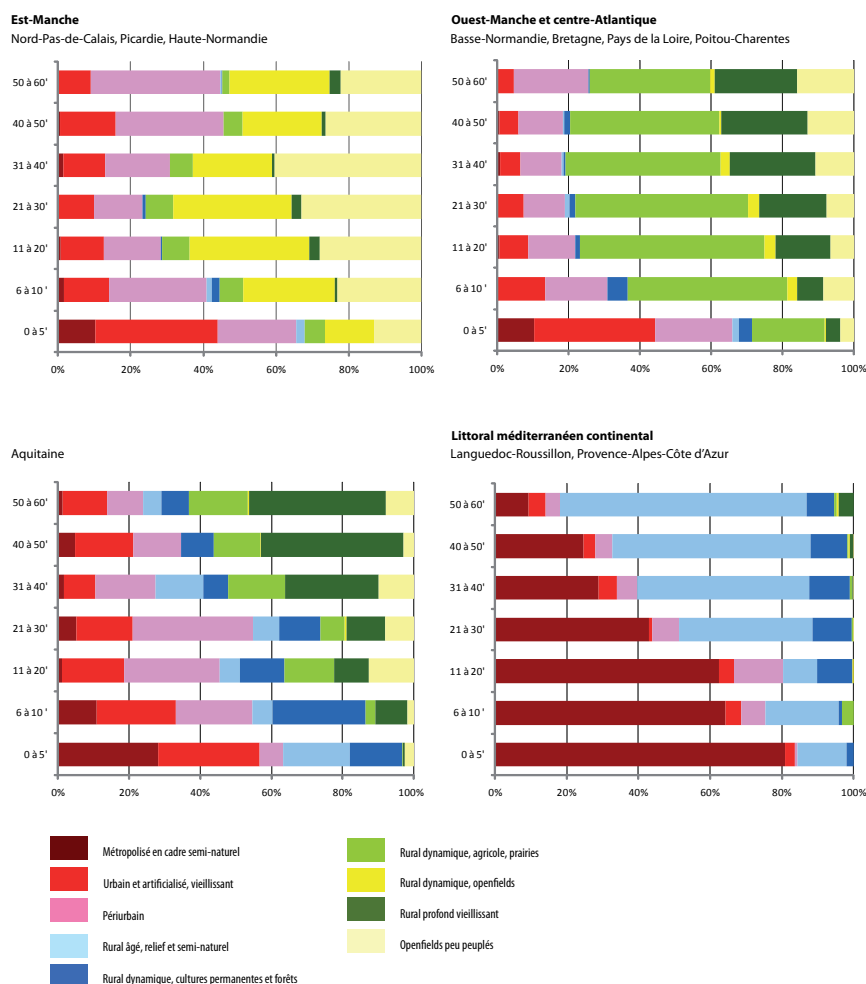 Est-Manche
Nord-Pas-de-Calais, Picardie, Haute-Normandie
50 à 60'
40 à 50'
31 à 40'
21 à 30'
11 à 20'
6 à 10 '
0 à 5'
0% 20% 40% 60% 80% 100%
Ouest-Manche et centre-Atlantique
Basse-Normandie, Bretagne, Pays de la Loire, Poitou-Charentes
50 à 60'
40 à 50'
31 à 40'
21 à 30'
11 à 20'
6 à 10 '
0 à 5'
0% 20% 40% 60% 80% 100%
Aquitaine
50 à 60'
40 à 50'
31 à 40'
21 à 30'
11 à 20'
6 à 10 '
0 à 5'
0% 20% 40% 60% 80% 100%
Littoral méditerranéen continental
Languedoc-Roussillon, Provence-Alpes-Côte d'Azur
50 à 60'
40 à 50'
31 à 40'
21 à 30'
11 à 20'
6 à 10 '
0 à 5'
0% 20% 40% 60% 80% 100%
Métropolisé en cadre semi-naturel
Urbain et artificialisé, vieillissant
Périurbain
Rural âgé, relief et semi-naturel
Rural dynamique, cultures permanentes et forêts
Rural dynamique, agricole, prairies
Rural dynamique, openfields
Rural profond vieillissant
Openfields peu peuplés